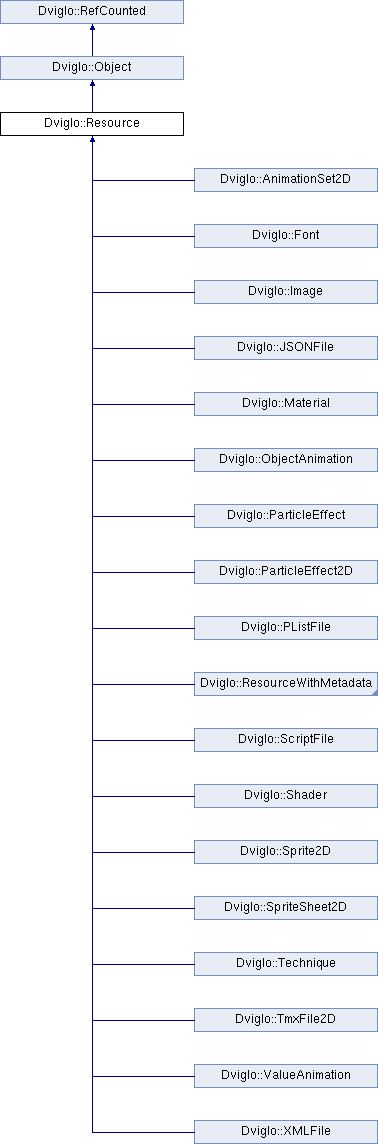 Dviglo::RefCounted
Dviglo::Object
Dviglo::Resource
Dviglo::AnimationSet2D
Dviglo::Font
Dviglo::Image
Dviglo::JSONFile
Dviglo::Material
Dviglo::ObjectAnimation
Dviglo::ParticleEffect
Dviglo::ParticleEffect2D
Dviglo::PListFile
Dviglo::ResourceWithMetadata
Dviglo::ScriptFile
Dviglo::Shader
Dviglo::Sprite2D
Dviglo::SpriteSheet2D
Dviglo::Technique
Dviglo::TmxFile2D
Dviglo::ValueAnimation
Dviglo::XMLFile